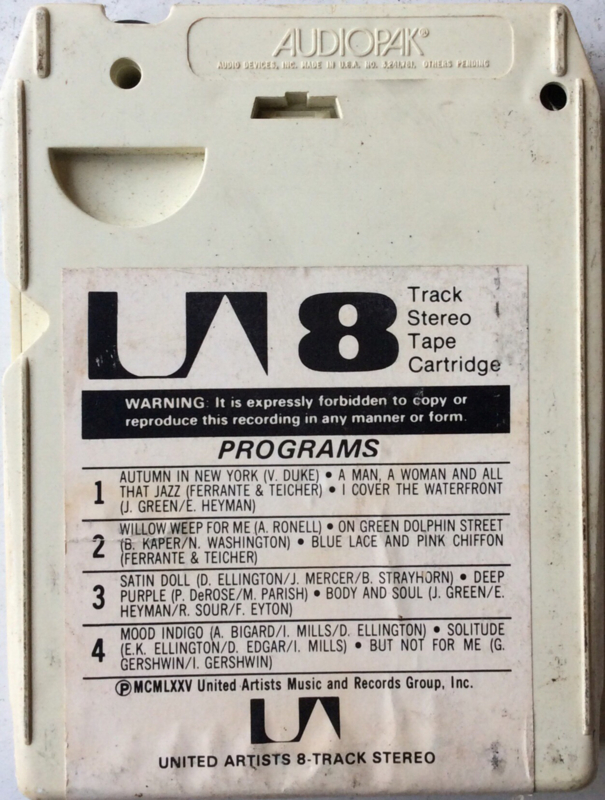 AUDIOPAK®
AUDIO DEVICES, INC. MADE IN U.S.A. NO. OTHERS PENDING
UA 8 Track
Stereo
Tape
Cartridge
WARNING: It is expressly forbidden to copy or
reproduce this recording in any manner or form.
PROGRAMS
1 AUTUMN IN NEW YORK (V. DUKE) • A MAN, A WOMAN AND ALL
THAT JAZZ (FERRANTE & TEICHER) • I COVER THE WATERFRONT
(J. GREEN/E. HEYMAN)
2 WILLOW WEEP FOR ME (A. RONELL) • ON GREEN DOLPHIN STREET
(B. KAPER/N. WASHINGTON) • BLUE LACE AND PINK CHIFFON
(FERRANTE & TEICHER)
3 SATIN DOLL (D. ELLINGTON/J. MERCER/B. STRAYHORN) • DEEP
PURPLE (P. DeROSE/M. PARISH) • BODY AND SOUL (J. GREEN/E.
HEYMAN/R. SOUR/F. EYTON)
4 MOOD INDIGO (A. BIGARD/I. MILLS/D. ELLINGTON) • SOLITUDE
(E.K. ELLINGTON/D. EDGAR/I. MILLS) • BUT NOT FOR ME (G.
GERSHWIN/I. GERSHWIN)
ⓅMCMLXXV United Artists Music and Records Group, Inc.
UA
UNITED ARTISTS 8-TRACK STEREO